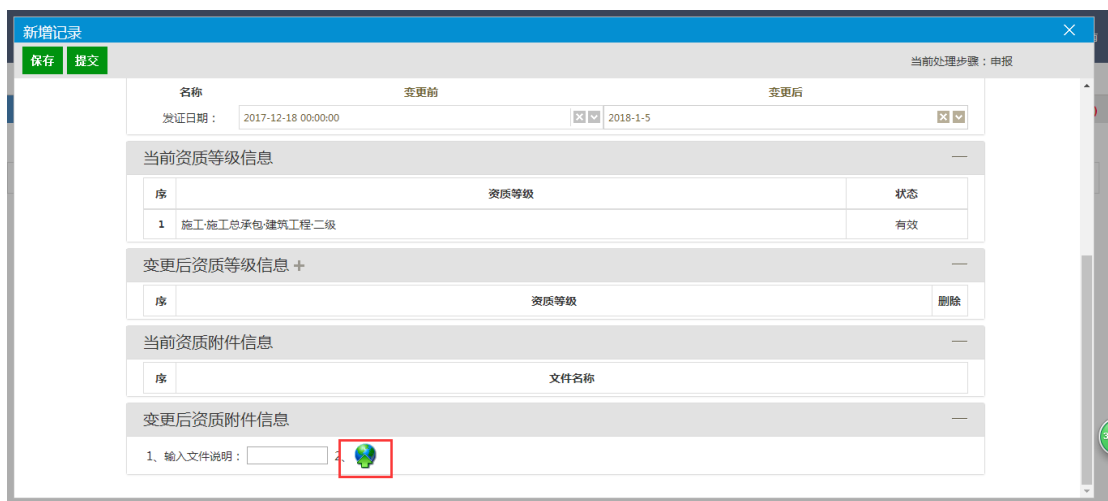 新增记录
保存 提交 当前处理步骤：申报
名称 变更前 变更后
发证日期： 2017-12-18 00:00:00 2018-1-5
当前资质等级信息
序 资质等级 状态
1 施工·施工总承包·建筑工程·二级 有效
变更后资质等级信息 +
序 资质等级 删除
当前资质附件信息
序 文件名称
变更后资质附件信息
1、输入文件说明： 2、